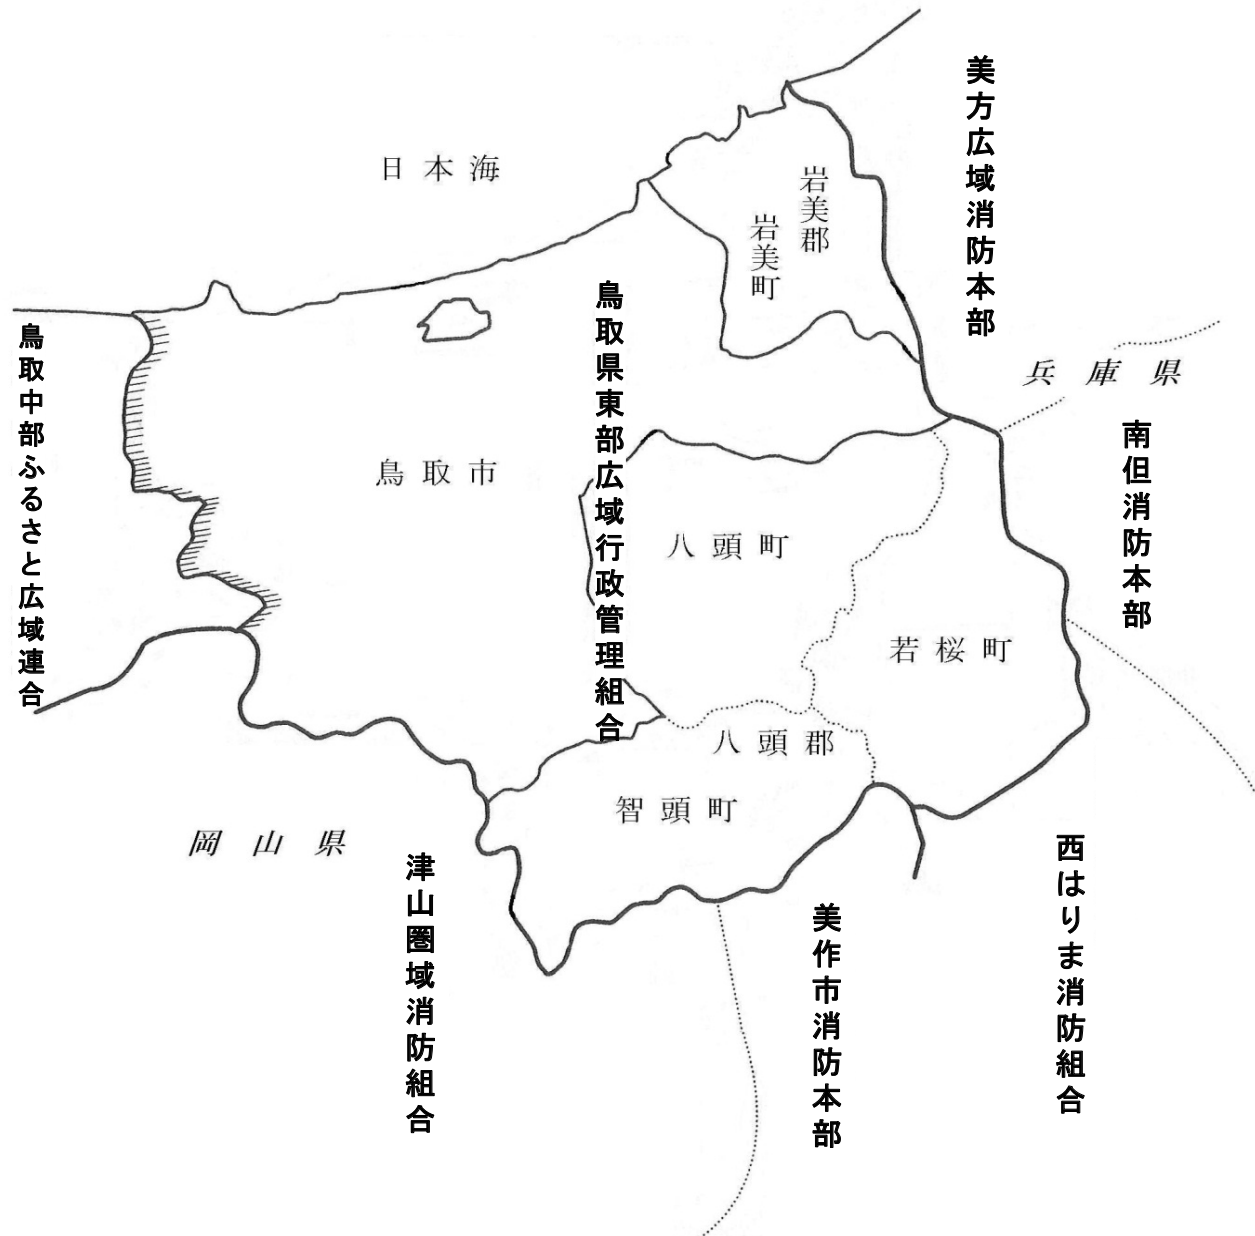 美方広域消防本部
日本海
岩美郡
岩美町
鳥取県東部広域行政管理組合
鳥取中部ふるさと広域連合
兵庫県
南但消防本部
鳥取市
八頭町
若桜町
八頭郡
智頭町
岡山県
津山圏域消防組合
美作市消防本部
西はりま消防組合